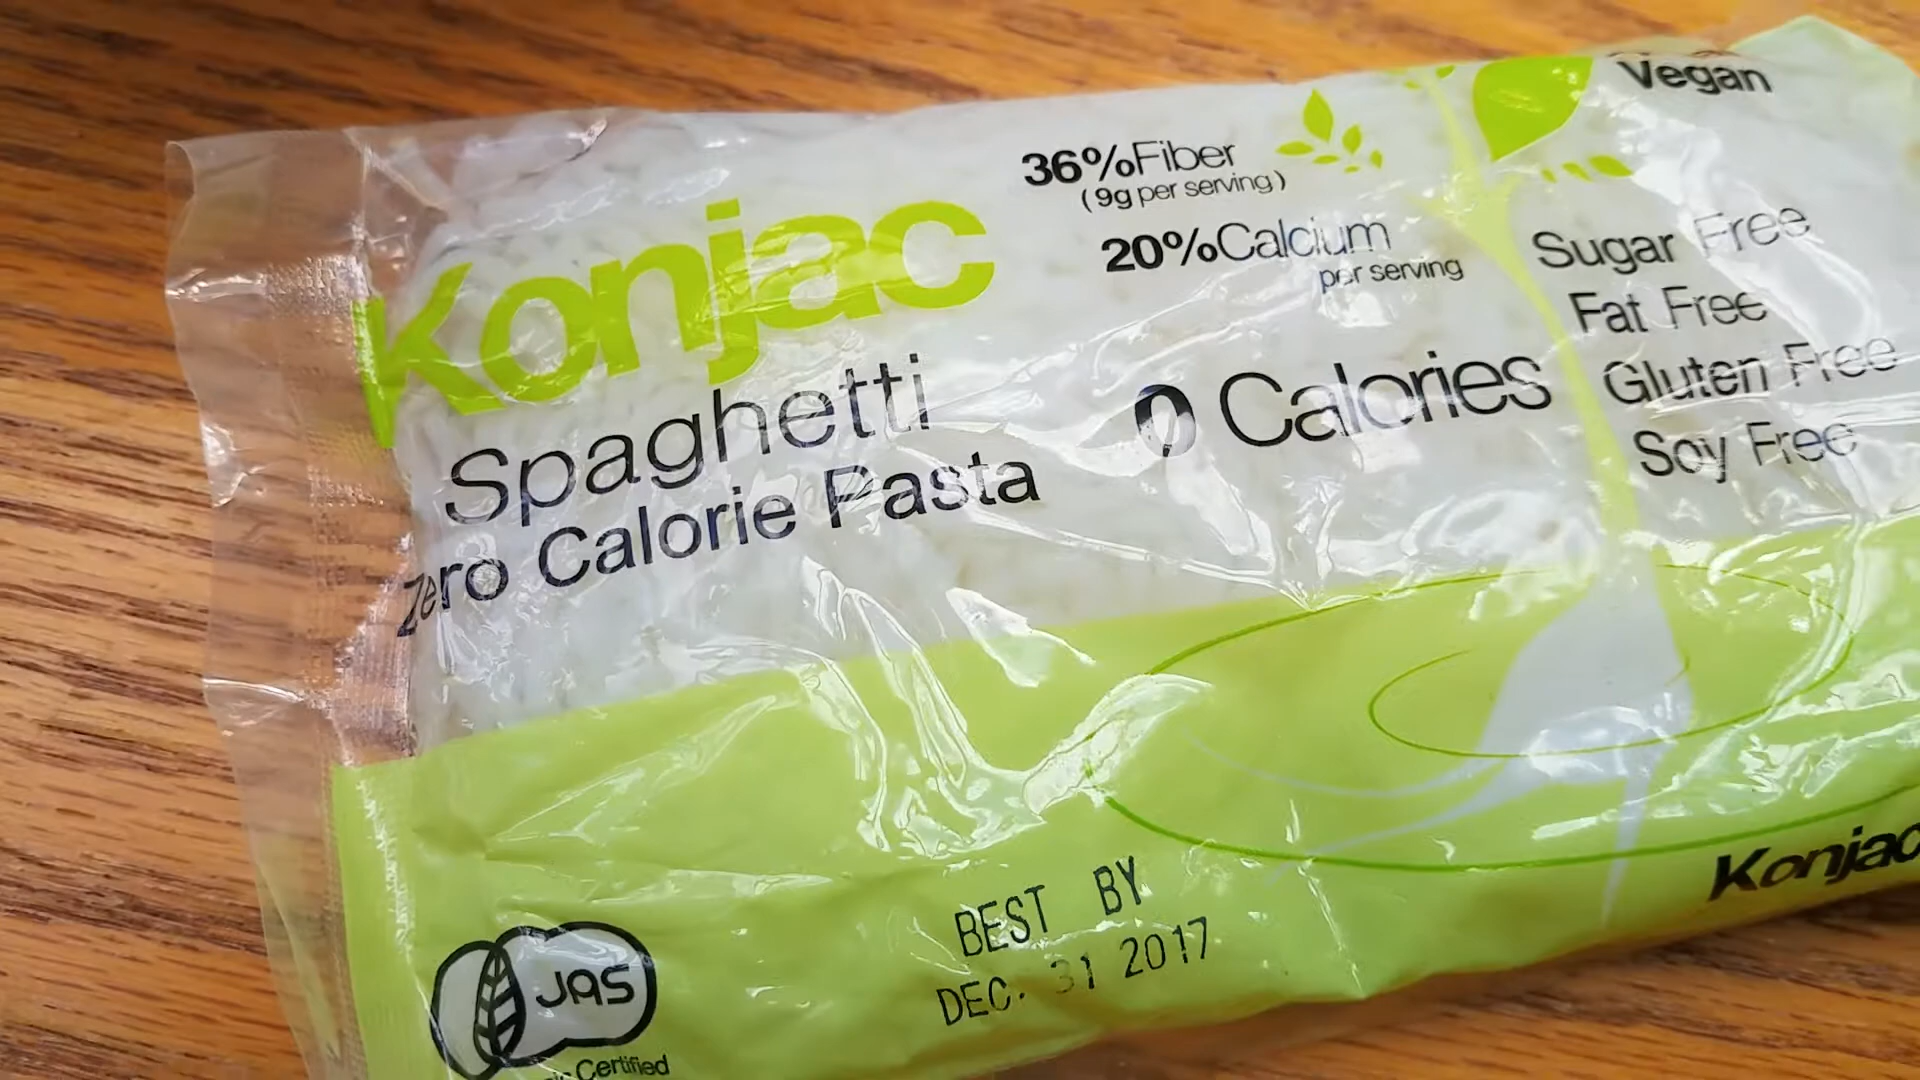 Konjac
Spaghetti
Zero Calorie Pasta
36%Fiber
(9g per serving)
20%Calcium
per serving
0 Calories
Vegan
Sugar Free
Fat Free
Gluten Free
Soy Free
BEST BY
DEC. 31 2017
JAS
Certified
Konjac